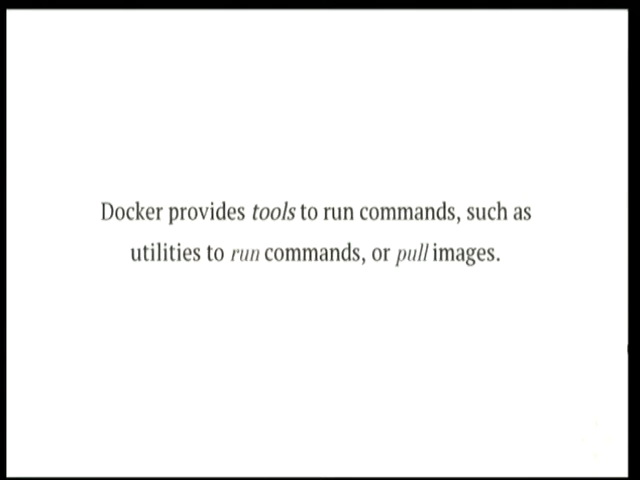 Docker provides tools to run commands, such as
utilities to run commands, or pull images.